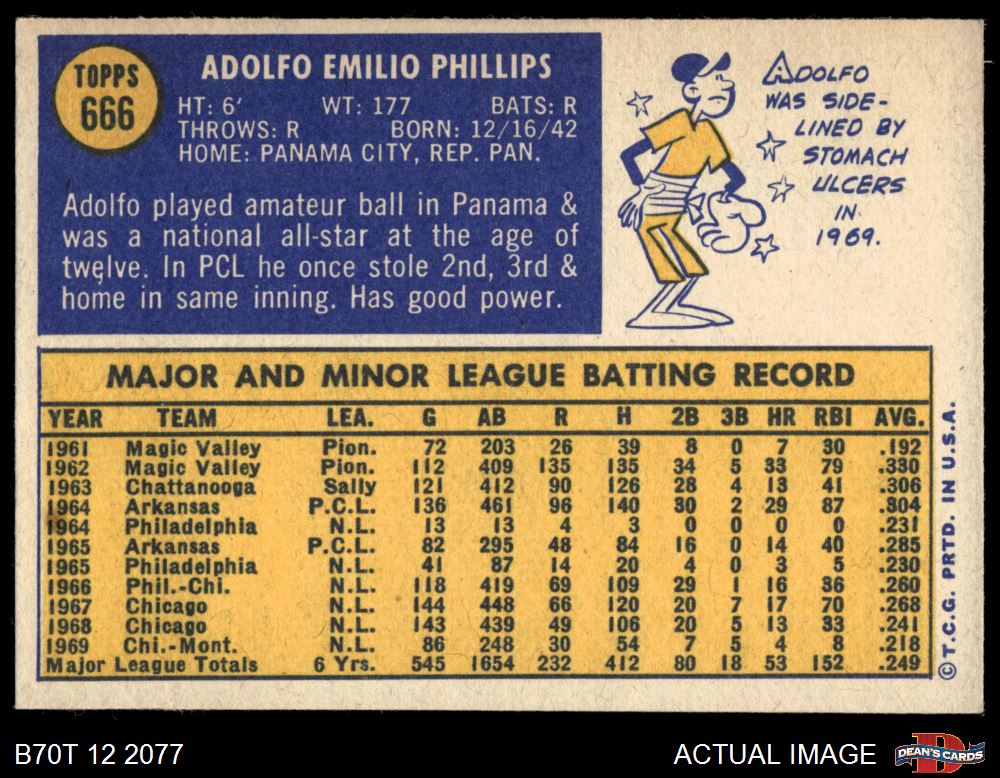 TOPPS
666
ADOLFO EMILIO PHILLIPS
HT: 6' WT: 177 BATS: R
THROWS: R BORN: 12/16/42
HOME: PANAMA CITY, REP. PAN.
Adolfo played amateur ball in Panama &
was a national all-star at the age of
twelve. In PCL he once stole 2nd, 3rd &
home in same inning. Has good power.
ADOLFO
WAS SIDE-
LINED BY
STOMACH
ULCERS
IN
1969.
MAJOR AND MINOR LEAGUE BATTING RECORD
YEAR TEAM LEA. G AB R H 2B 3B HR RBI AVG.
1961 Magic Valley Pion. 72 203 26 39 8 0 7 30 .192
1962 Magic Valley Pion. 112 409 135 135 34 5 33 79 .330
1963 Chattanooga Sally 121 412 90 126 28 4 13 41 .306
1964 Arkansas P.C.L. 136 461 96 140 30 2 29 87 .304
1964 Philadelphia N.L. 13 13 4 3 0 0 0 0 .231
1965 Arkansas P.C.L. 82 295 48 84 16 0 14 40 .285
1965 Philadelphia N.L. 41 87 14 20 4 0 3 5 .230
1966 Phil.-Chi. N.L. 118 419 69 109 29 1 16 36 .260
1967 Chicago N.L. 144 448 66 120 20 7 17 70 .268
1968 Chicago N.L. 143 439 49 106 20 5 13 33 .241
1969 Chi.-Mont. N.L. 86 248 30 54 7 5 4 8 .218
Major League Totals 6 Yrs. 545 1654 232 412 80 18 53 152 .249
© T.C.G. PRTD. IN U.S.A.
B70T 12 2077
ACTUAL IMAGE
DEAN'S CARDS